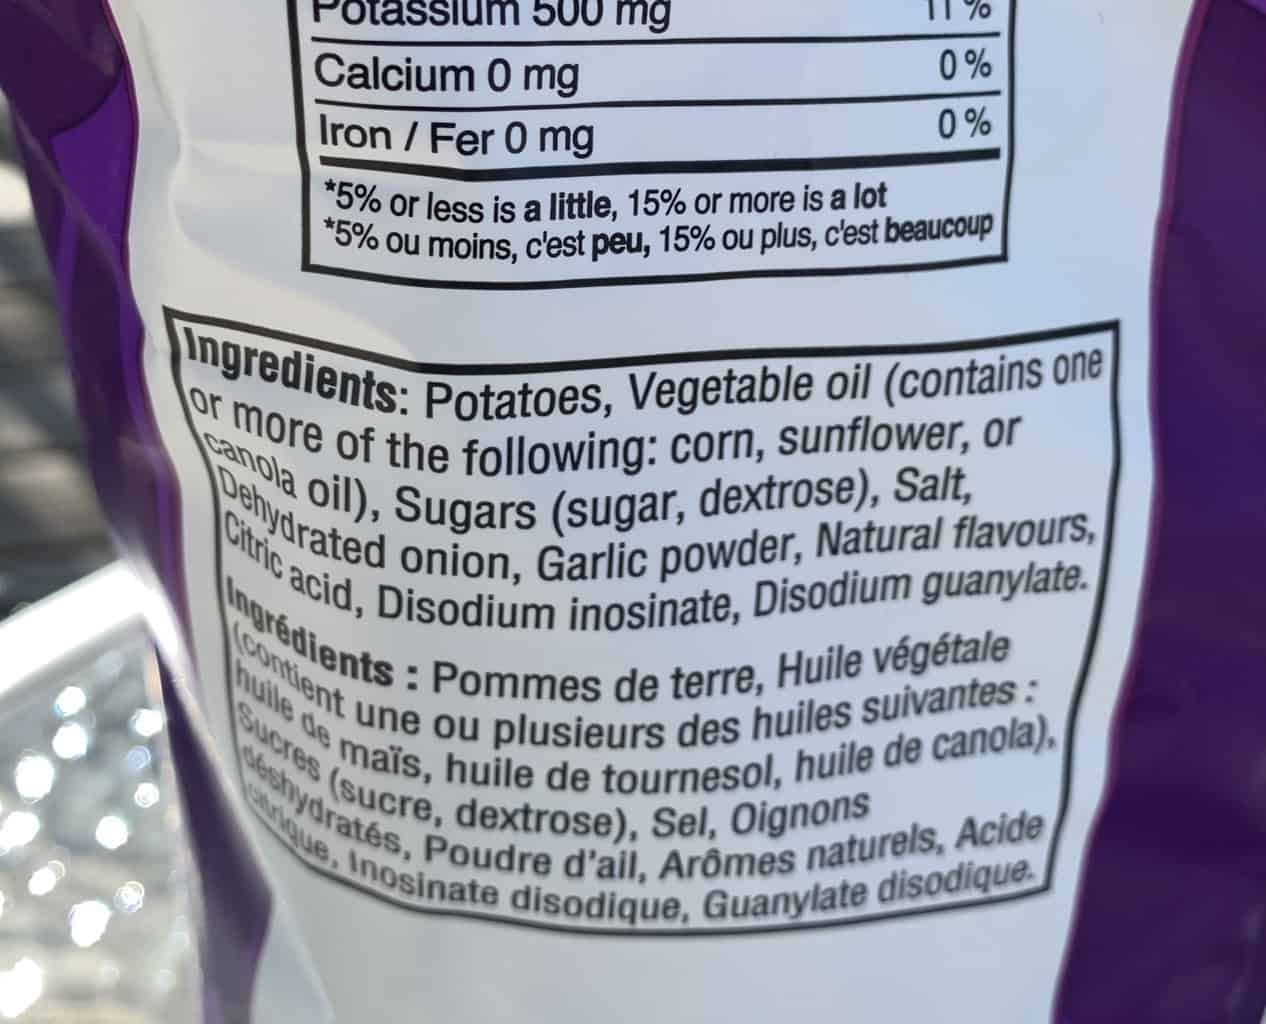 Potassium 500 mg 11 %
Calcium 0 mg 0 %
Iron / Fer 0 mg 0 %
*5% or less is a little, 15% or more is a lot
*5% ou moins, c'est peu, 15% ou plus, c'est beaucoup
Ingredients: Potatoes, Vegetable oil (contains one
or more of the following: corn, sunflower, or
canola oil), Sugars (sugar, dextrose), Salt,
Dehydrated onion, Garlic powder, Natural flavours,
Citric acid, Disodium inosinate, Disodium guanylate.
Ingrédients : Pommes de terre, Huile végétale
(contient une ou plusieurs des huiles suivantes :
huile de maïs, huile de tournesol, huile de canola),
Sucres (sucre, dextrose), Sel, Oignons
déshydratés, Poudre d'ail, Arômes naturels, Acide
citrique, Inosinate disodique, Guanylate disodique.